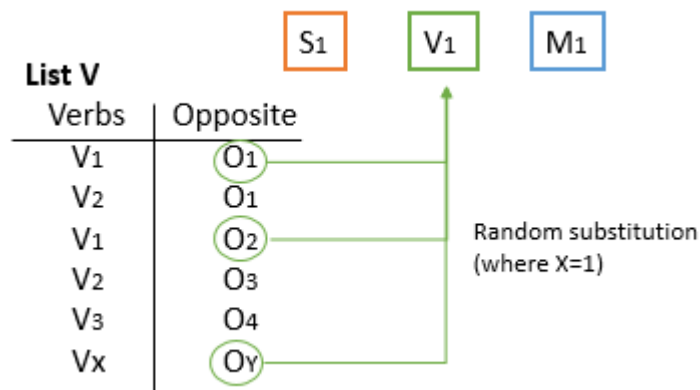 S1 V1 M1
List V
Verbs Opposite
V1 O1
V2 O1
V1 O2
V2 O3
V3 O4
Vx OY
Random substitution
(where X=1)